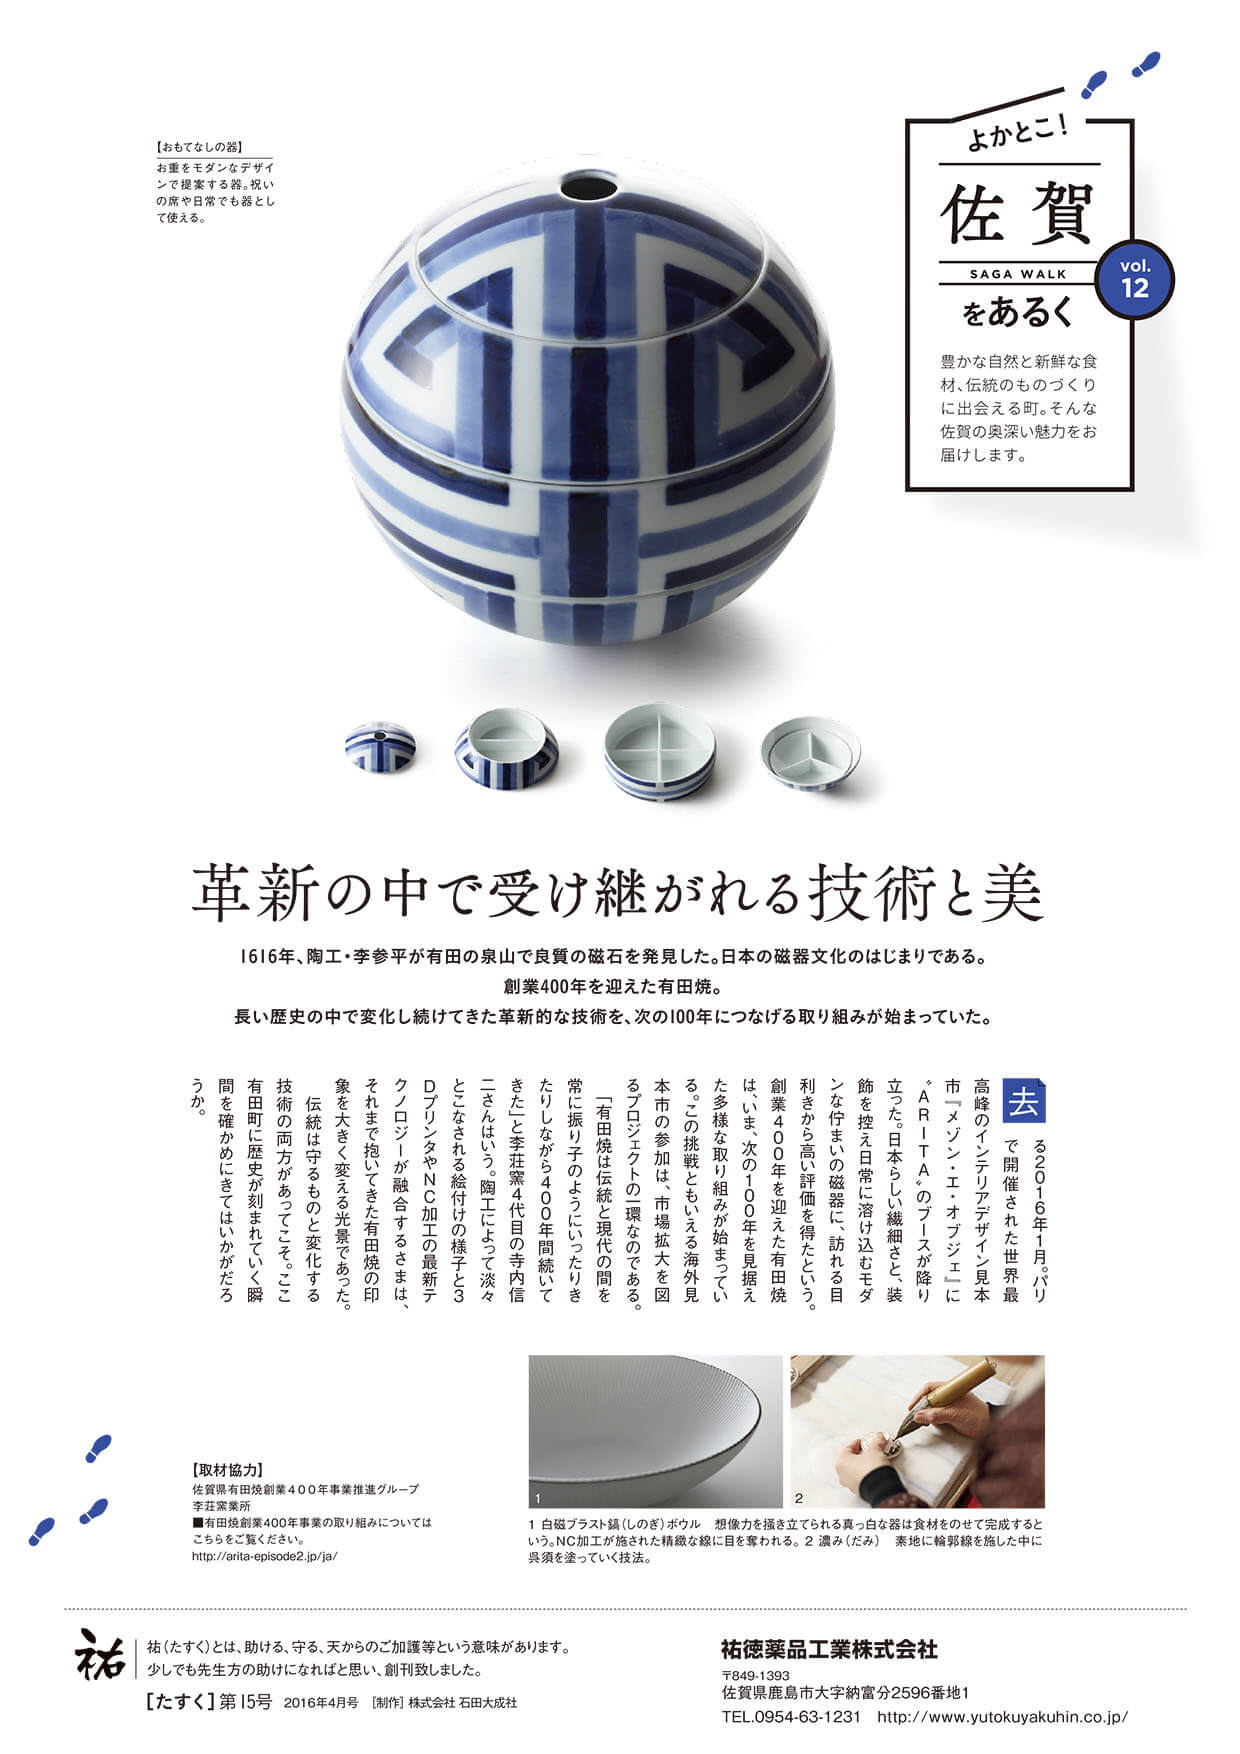 よかとこ!
佐賀
SAGA WALK
をあるく
vol.
12
豊かな自然と新鮮な食
材、伝統のものづくり
に出会える町。そんな
佐賀の奥深い魅力をお
届けします。
【おもてなしの器】
お重をモダンなデザイ
ンで提案する器。祝い
の席や日常でも器とし
て使える。
革新の中で受け継がれる技術と美
1616年、陶工・李参平が有田の泉山で良質の磁石を発見した。日本の磁器文化のはじまりである。
創業400年を迎えた有田焼。
長い歴史の中で変化し続けてきた革新的な技術を、次の100年につなげる取り組みが始まっていた。
去る2016年1月。パリ
で開催された世界最
高峰のインテリアデザイン見本
市『メゾン・エ・オブジェ』に
〝ARITA〟のブースが降り
立った。日本らしい繊細さと、装
飾を控え日常に溶け込むモダ
ンな佇まいの磁器に、訪れる目
利きから高い評価を得たという。
創業400年を迎えた有田焼
は、いま、次の100年を見据え
た多様な取り組みが始まってい
る。この挑戦ともいえる海外見
本市の参加は、市場拡大を図
るプロジェクトの一環なのである。
「有田焼は伝統と現代の間を
常に振り子のようにいったりき
たりしながら400年間続いて
きた」と李荘窯4代目の寺内信
二さんはいう。陶工によって淡々
とこなされる絵付けの様子と3
DプリンタやNC加工の最新テ
クノロジーが融合するさまは、
それまで抱いてきた有田焼の印
象を大きく変える光景であった。
伝統は守るものと変化する
技術の両方があってこそ。ここ
有田町に歴史が刻まれていく瞬
間を確かめにきてはいかがだろ
うか。
1
2
1 白磁ブラスト鎬(しのぎ)ボウル 想像力を掻き立てられる真っ白な器は食材をのせて完成すると
いう。NC加工が施された精緻な線に目を奪われる。2 濃み(だみ) 素地に輪郭線を施した中に
呉須を塗っていく技法。
【取材協力】
佐賀県有田焼創業400年事業推進グループ
李荘窯業所
■有田焼創業400年事業の取り組みについては
こちらをご覧ください。
http://arita-episode2.jp/ja/
祐
祐(たすく)とは、助ける、守る、天からのご加護等という意味があります。
少しでも先生方の助けになればと思い、創刊致しました。
[たすく]第15号 2016年4月号 [制作] 株式会社 石田大成社
祐徳薬品工業株式会社
〒849-1393
佐賀県鹿島市大字納富分2596番地1
TEL.0954-63-1231 http://www.yutokuyakuhin.co.jp/